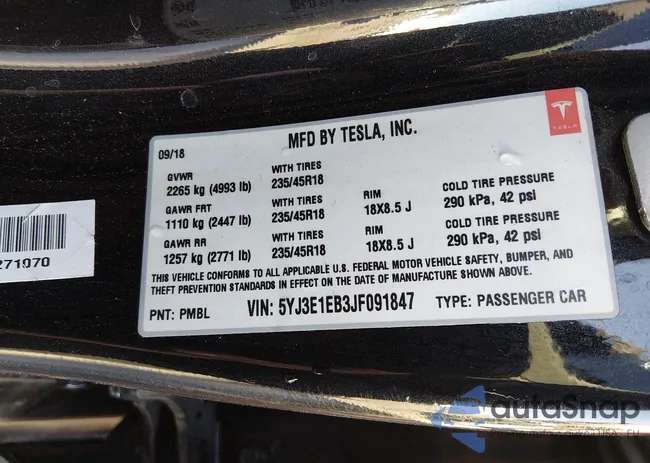 MFD BY TESLA, INC.
TESLA
09/18
GVWR WITH TIRES
2265 kg (4993 lb) 235/45R18
GAWR FRT WITH TIRES RIM COLD TIRE PRESSURE
1110 kg (2447 lb) 235/45R18 18X8.5 J 290 kPa, 42 psi
GAWR RR WITH TIRES RIM COLD TIRE PRESSURE
1257 kg (2771 lb) 235/45R18 18X8.5 J 290 kPa, 42 psi
THIS VEHICLE CONFORMS TO ALL APPLICABLE U.S. FEDERAL MOTOR VEHICLE SAFETY, BUMPER, AND
THEFT PREVENTION STANDARDS IN EFFECT ON THE DATE OF MANUFACTURE SHOWN ABOVE.
PNT: PMBL VIN: 5YJ3E1EB3JF091847 TYPE: PASSENGER CAR
271070
autoSnap